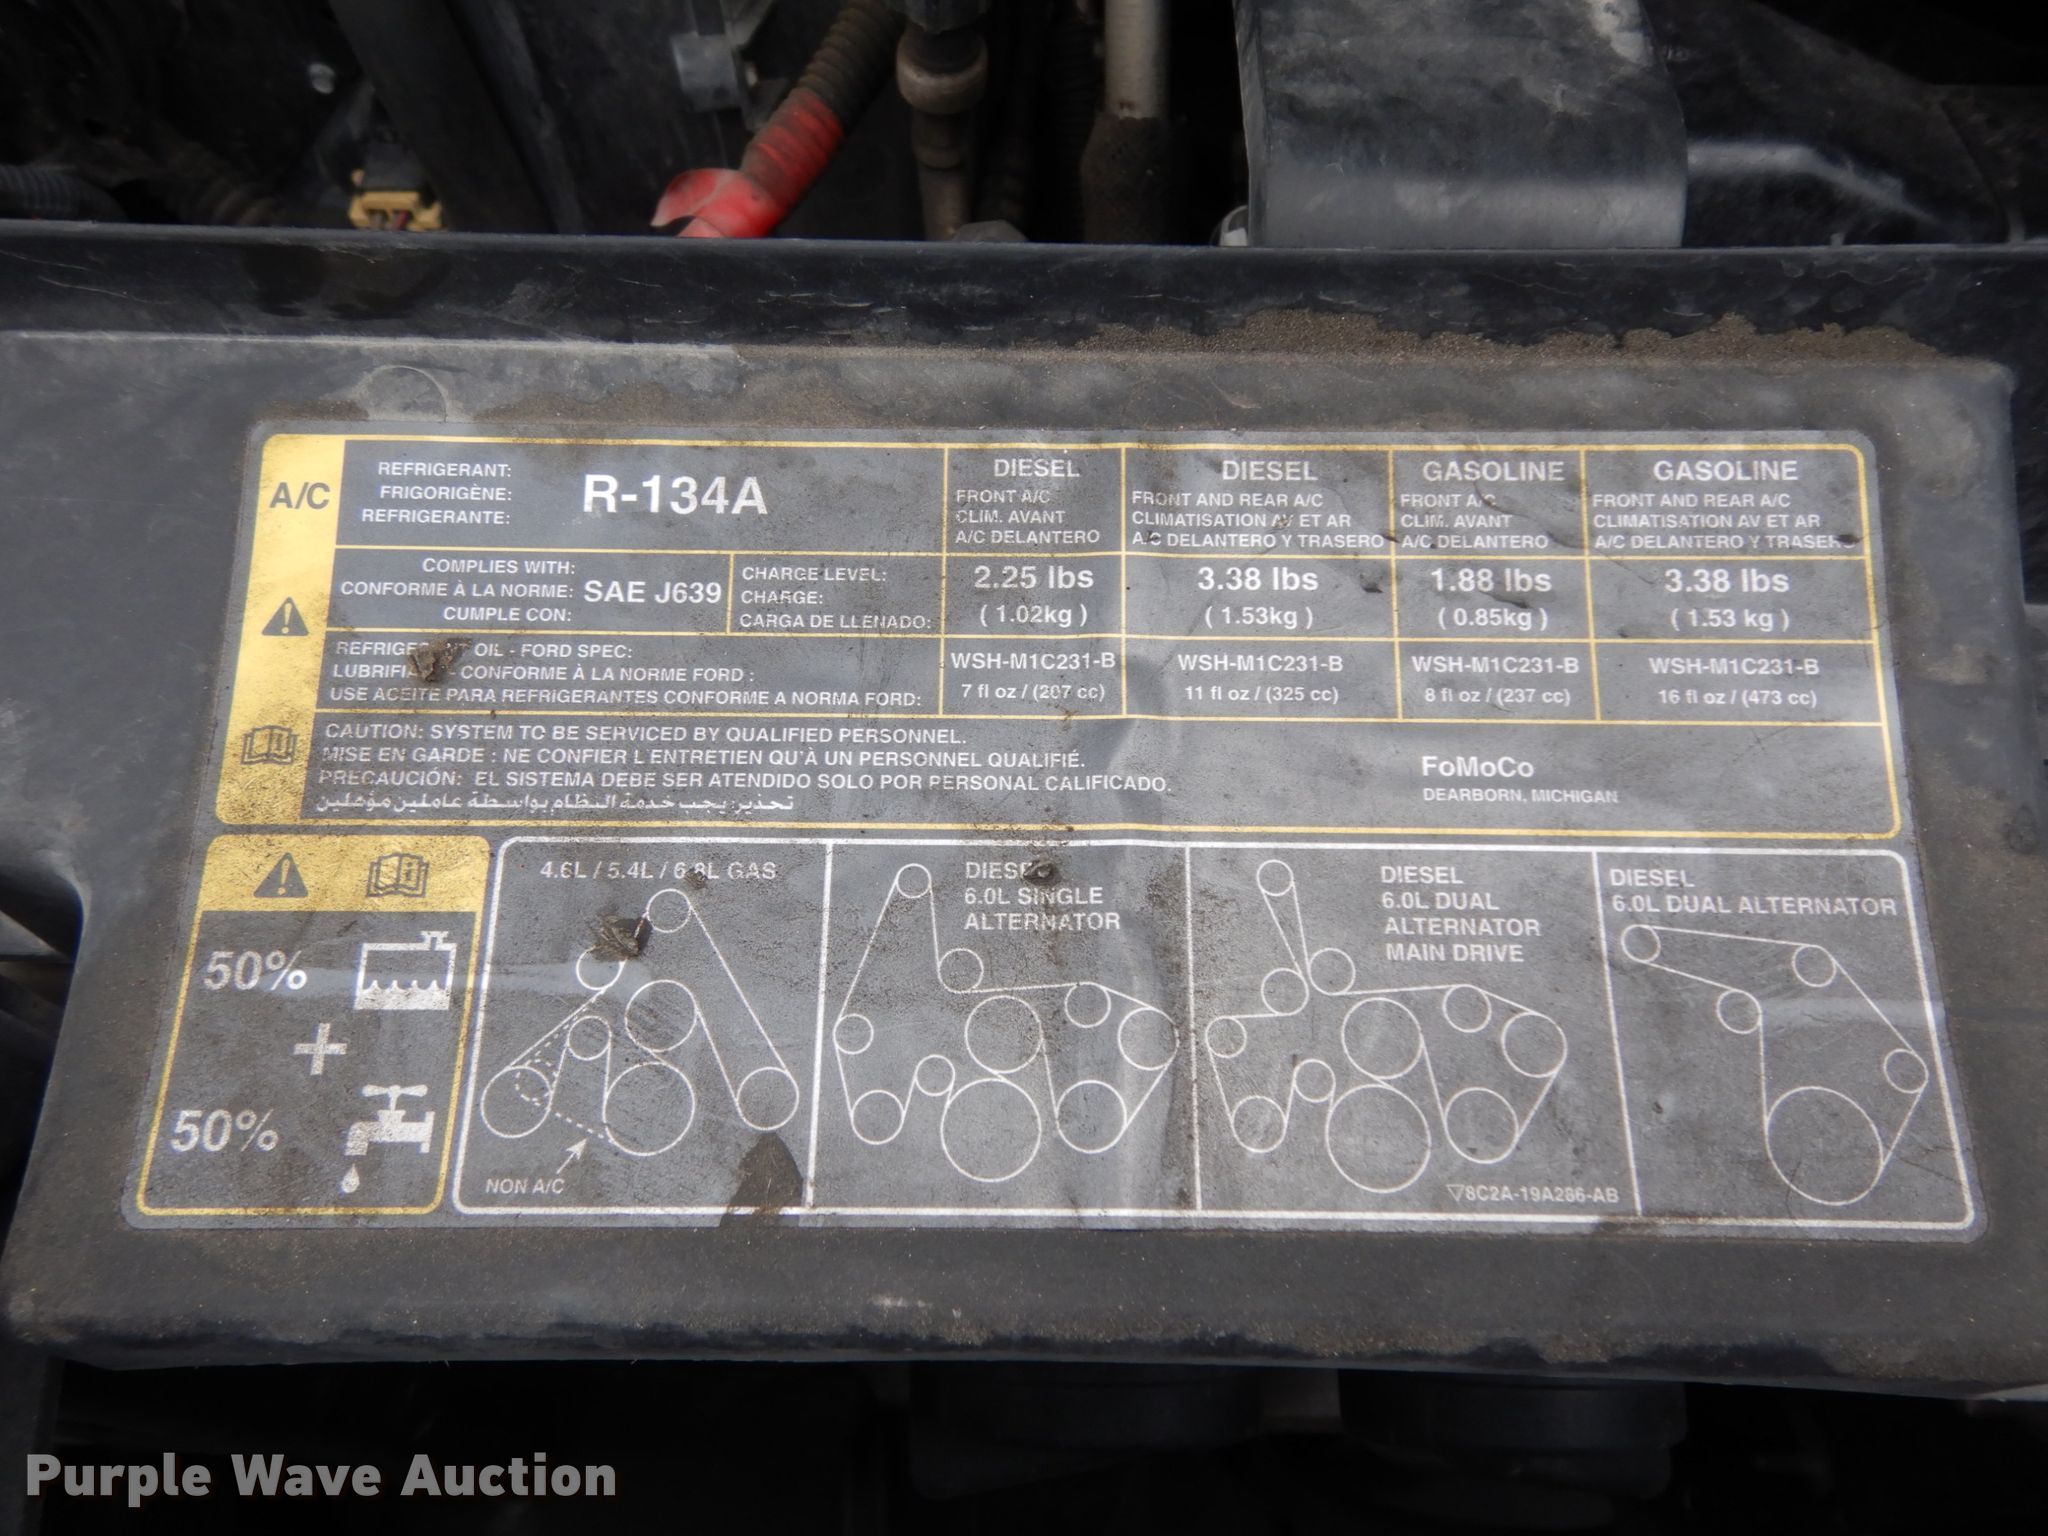 A/C
REFRIGERANT:
FRIGORIGÈNE:
REFRIGERANTE:
R-134A
DIESEL
FRONT A/C
CLIM. AVANT
A/C DELANTERO
DIESEL
FRONT AND REAR A/C
CLIMATISATION AV ET AR
A/C DELANTERO Y TRASERO
GASOLINE
FRONT A/C
CLIM. AVANT
A/C DELANTERO
GASOLINE
FRONT AND REAR A/C
CLIMATISATION AV ET AR
A/C DELANTERO Y TRASERO
COMPLIES WITH:
CONFORME À LA NORME:
CUMPLE CON:
SAE J639
CHARGE LEVEL:
CHARGE:
CARGA DE LLENADO:
2.25 lbs
(1.02kg)
3.38 lbs
(1.53kg)
1.88 lbs
(0.85kg)
3.38 lbs
(1.53 kg)
OIL - FORD SPEC:
- CONFORME À LA NORME FORD :
USE ACEITE PARA REFRIGERANTES CONFORME A NORMA FORD:
WSH-M1C231-B
7 fl oz / (207 cc)
WSH-M1C231-B
11 fl oz / (325 cc)
WSH-M1C231-B
8 fl oz / (237 cc)
WSH-M1C231-B
16 fl oz / (473 cc)
CAUTION: SYSTEM TO BE SERVICED BY QUALIFIED PERSONNEL.
MISE EN GARDE : NE CONFIER L'ENTRETIEN QU'À UN PERSONNEL QUALIFIÉ.
PRECAUCIÓN: EL SISTEMA DEBE SER ATENDIDO SOLO POR PERSONAL CALIFICADO.
تحذير:يجب خدمة النظام بواسطة عاملين مؤهلين
FoMoCo
DEARBORN, MICHIGAN
50%
+
50%
4.6L / 5.4L / 6.8L GAS
NON A/C
DIESEL
6.0L SINGLE
ALTERNATOR
DIESEL
6.0L DUAL
ALTERNATOR
MAIN DRIVE
8C2A-19A286-AB
DIESEL
6.0L DUAL ALTERNATOR
Purple Wave Auction